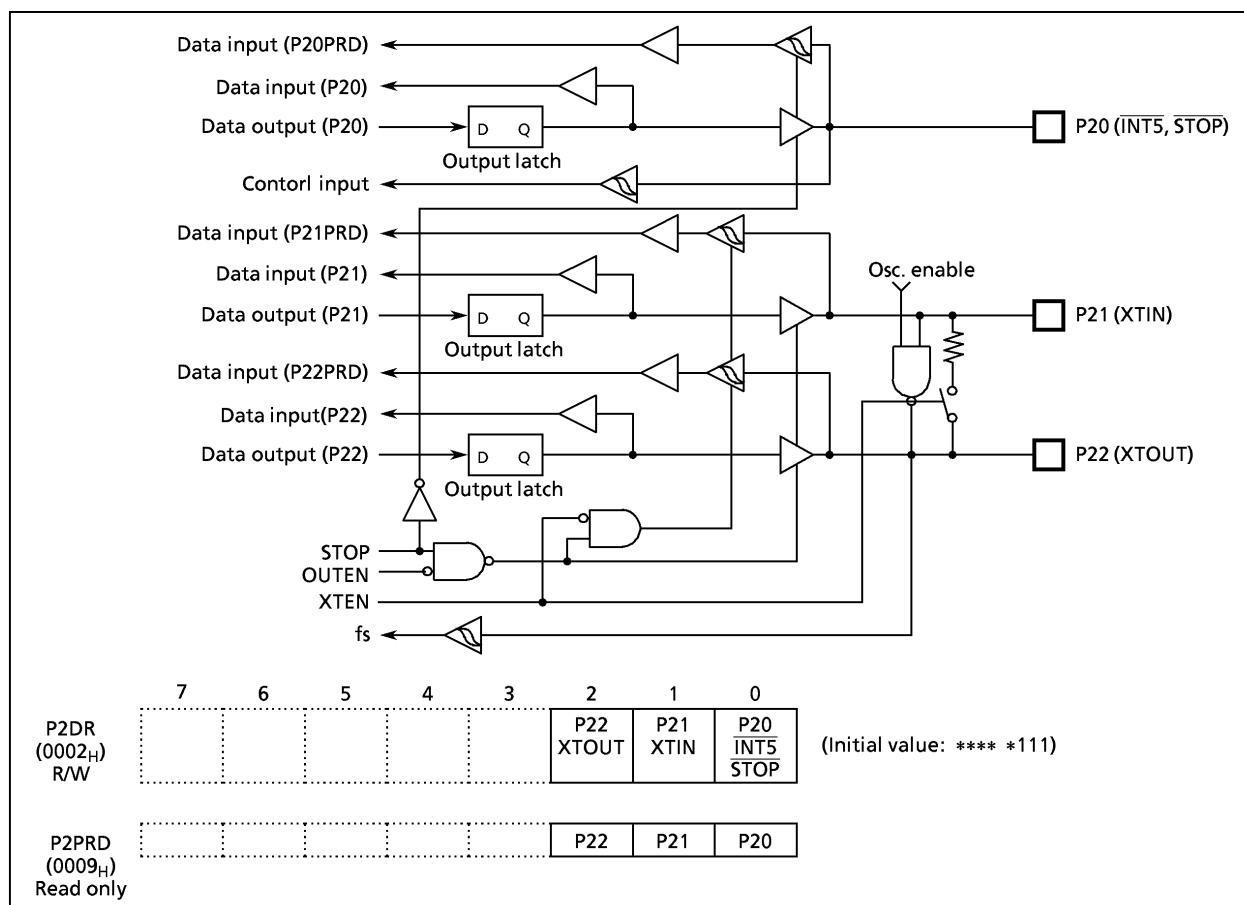 Data input (P20PRD)
Data input (P20)
Data output (P20)
D Q
Output latch
P20 (INT5, STOP)
Contorl input
Data input (P21PRD)
Data input (P21)
Osc. enable
Data output (P21)
D Q
Output latch
P21 (XTIN)
Data input (P22PRD)
Data input(P22)
Data output (P22)
D Q
Output latch
P22 (XTOUT)
STOP
OUTEN
XTEN
fs
7 6 5 4 3 2 1 0
P2DR
(0002H)
R/W
P22
XTOUT
P21
XTIN
P20
INT5
STOP
(Initial value: **** *111)
P2PRD
(0009H)
Read only
P22 P21 P20